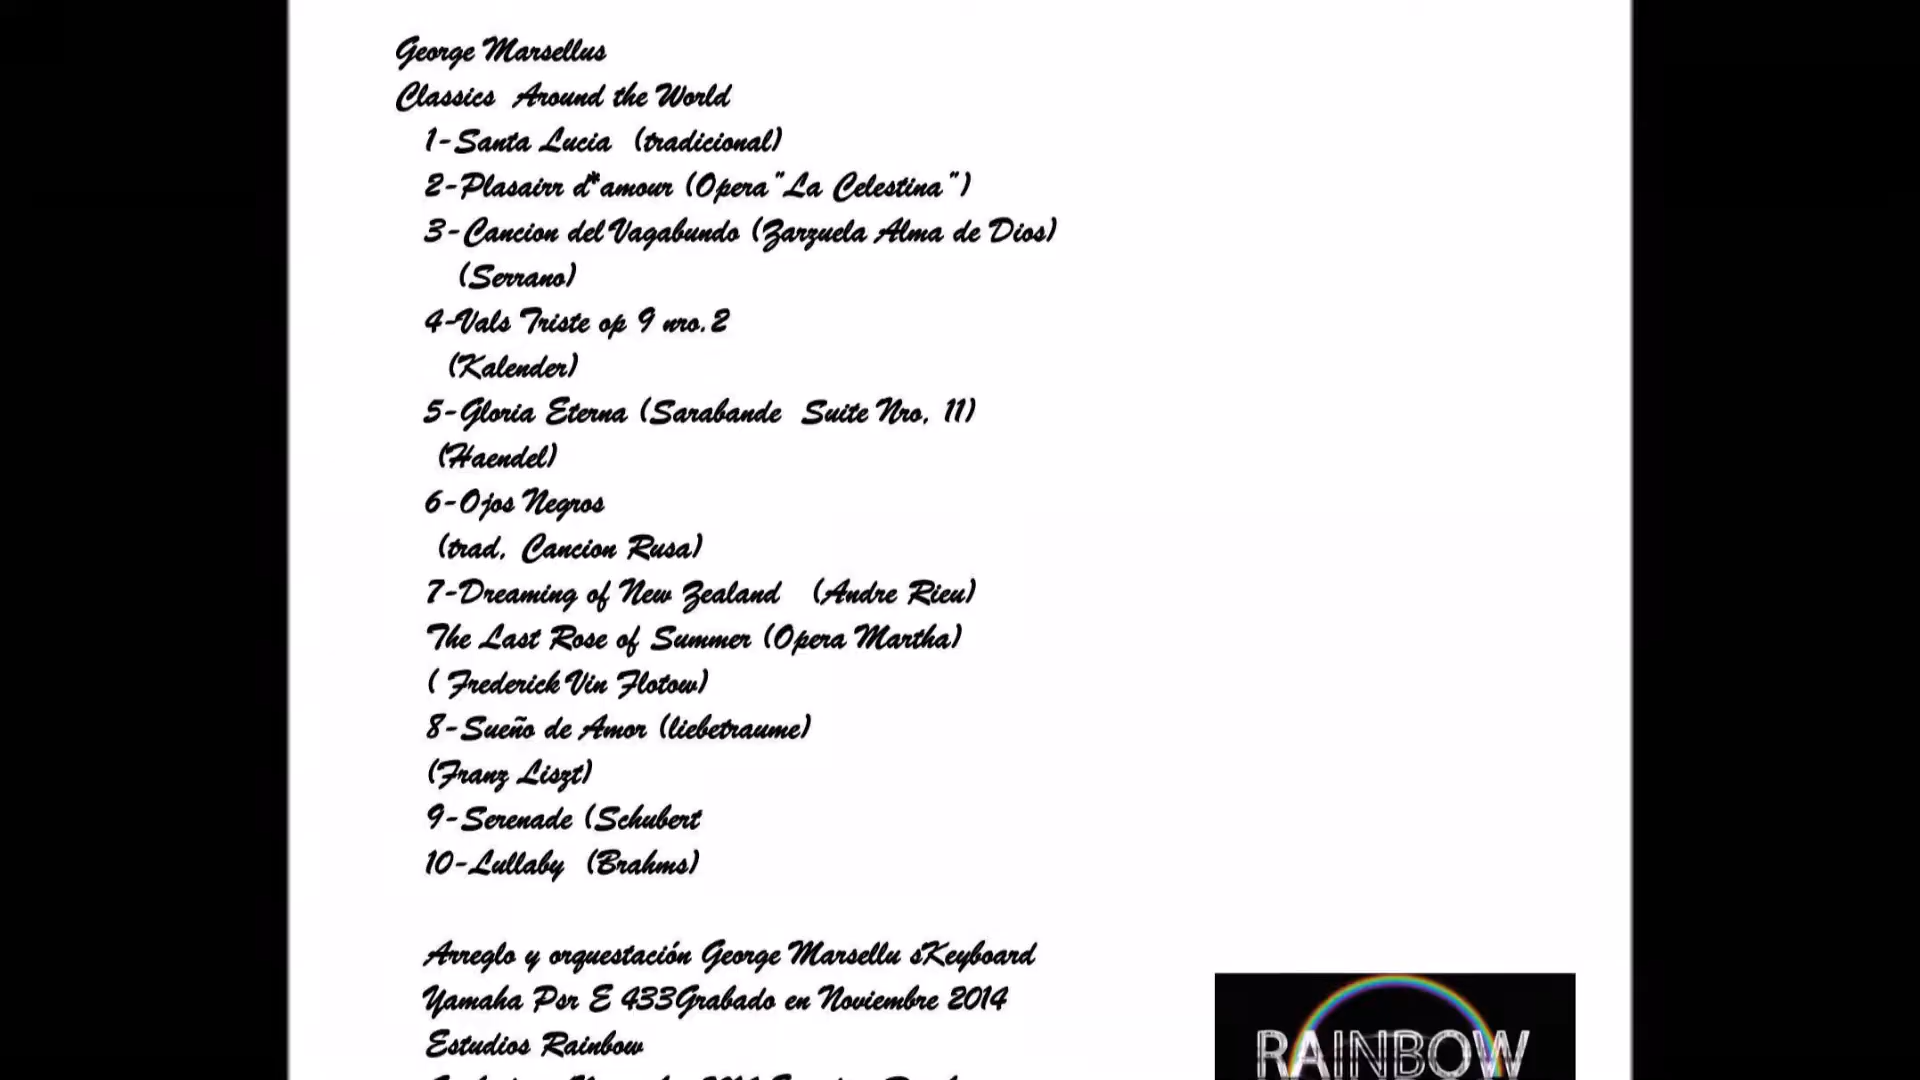 George Marsellus
Classics Around the World
1-Santa Lucia (tradicional)
2-Plasairr d*amour (Opera"La Celestina")
3-Cancion del Vagabundo (Zarzuela Alma de Dios)
(Serrano)
4-Vals Triste op 9 nro.2
(Kalender)
5-Gloria Eterna (Sarabande Suite Nro, 11)
(Haendel)
6-Ojos Negros
(trad, Cancion Rusa)
7-Dreaming of New Zealand (Andre Rieu)
The Last Rose of Summer (Opera Martha)
( Frederick Vin Flotow)
8-Sueño de Amor (liebetraume)
(Franz Liszt)
9-Serenade (Schubert
10-Lullaby (Brahms)
Arreglo y orquestación George Marsellu sKeyboard
Yamaha Psr E 433Grabado en Noviembre 2014
Estudios Rainbow
RAINBOW